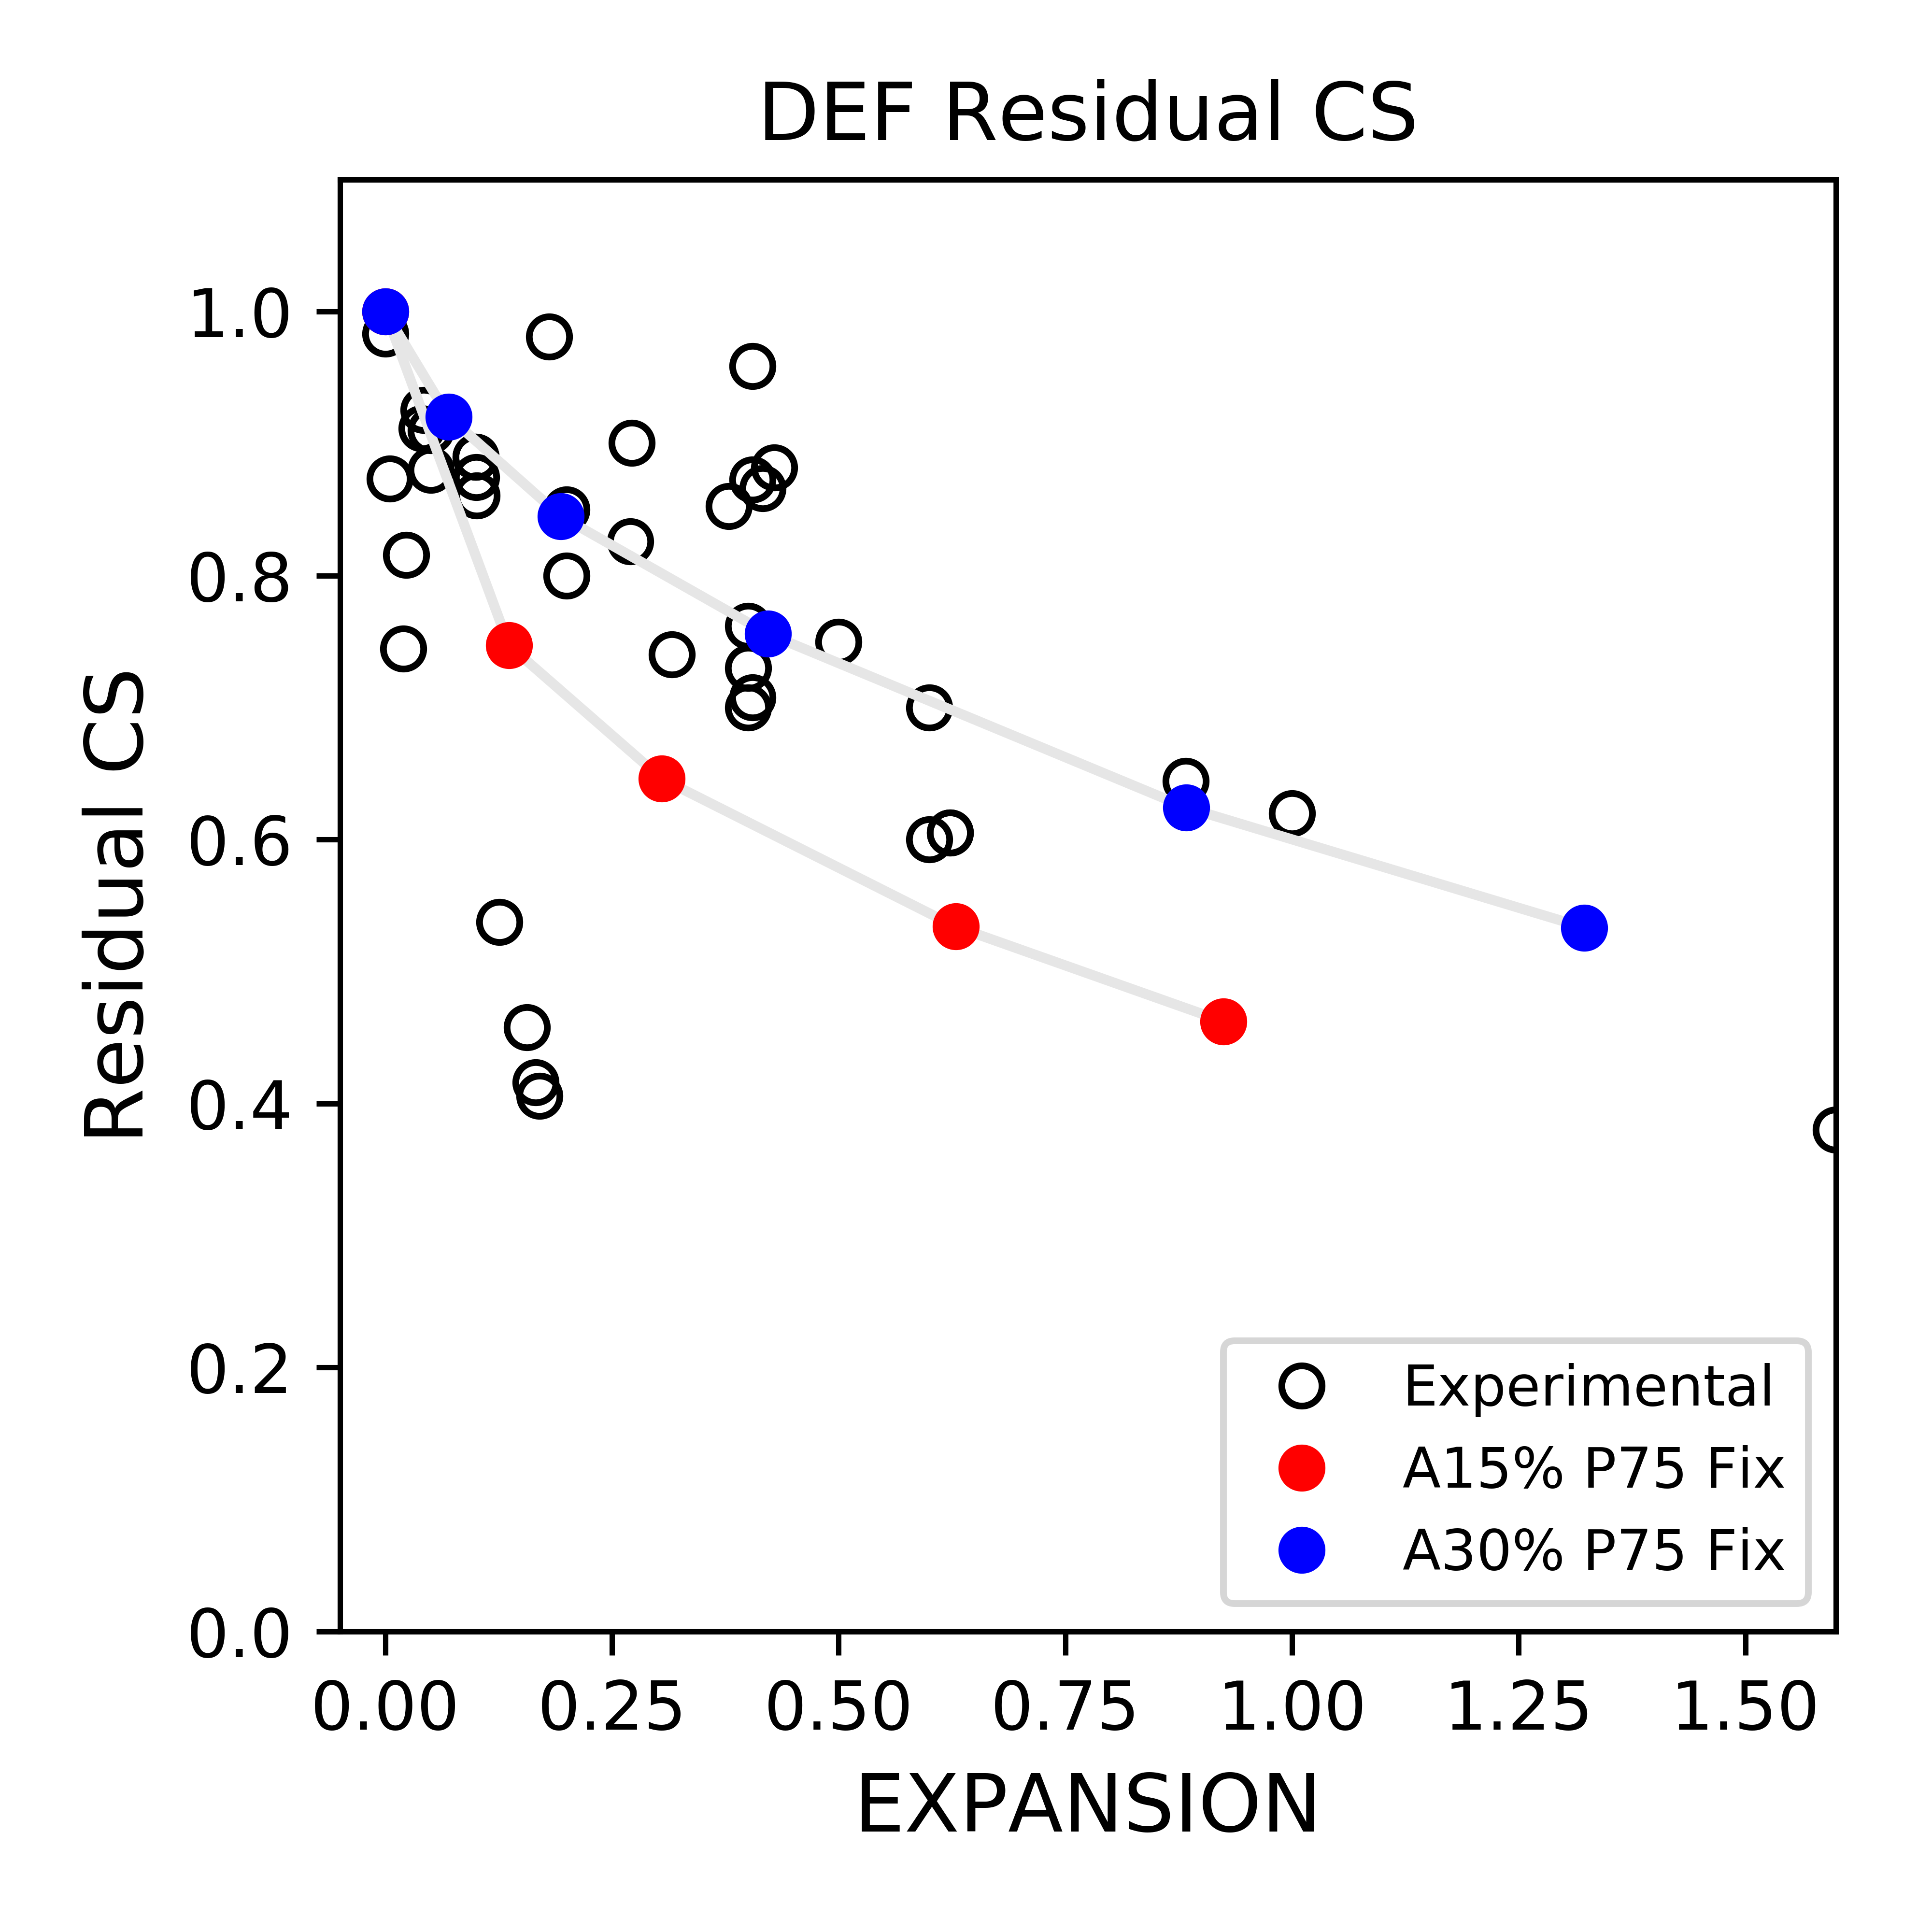 DEF Residual CS
Residual CS
1.0
0.8
0.6
0.4
0.2
0.0
0.00 0.25 0.50 0.75 1.00 1.25 1.50
EXPANSION
Experimental
A15% P75 Fix
A30% P75 Fix